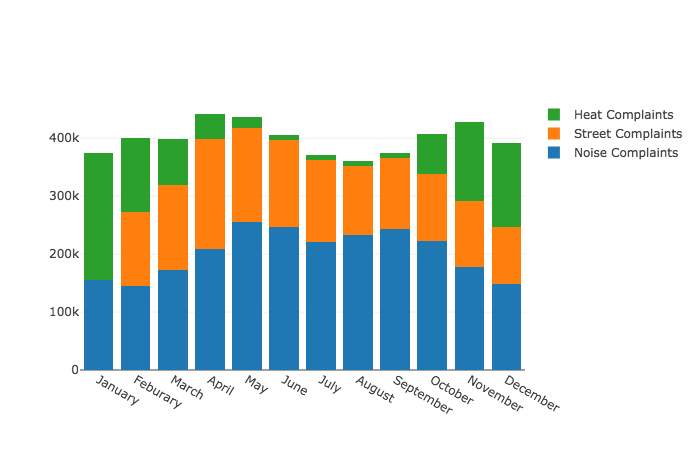 Heat Complaints
Street Complaints
Noise Complaints
400k
300k
200k
100k
0
January
Feburary
March
April
May
June
July
August
September
October
November
December